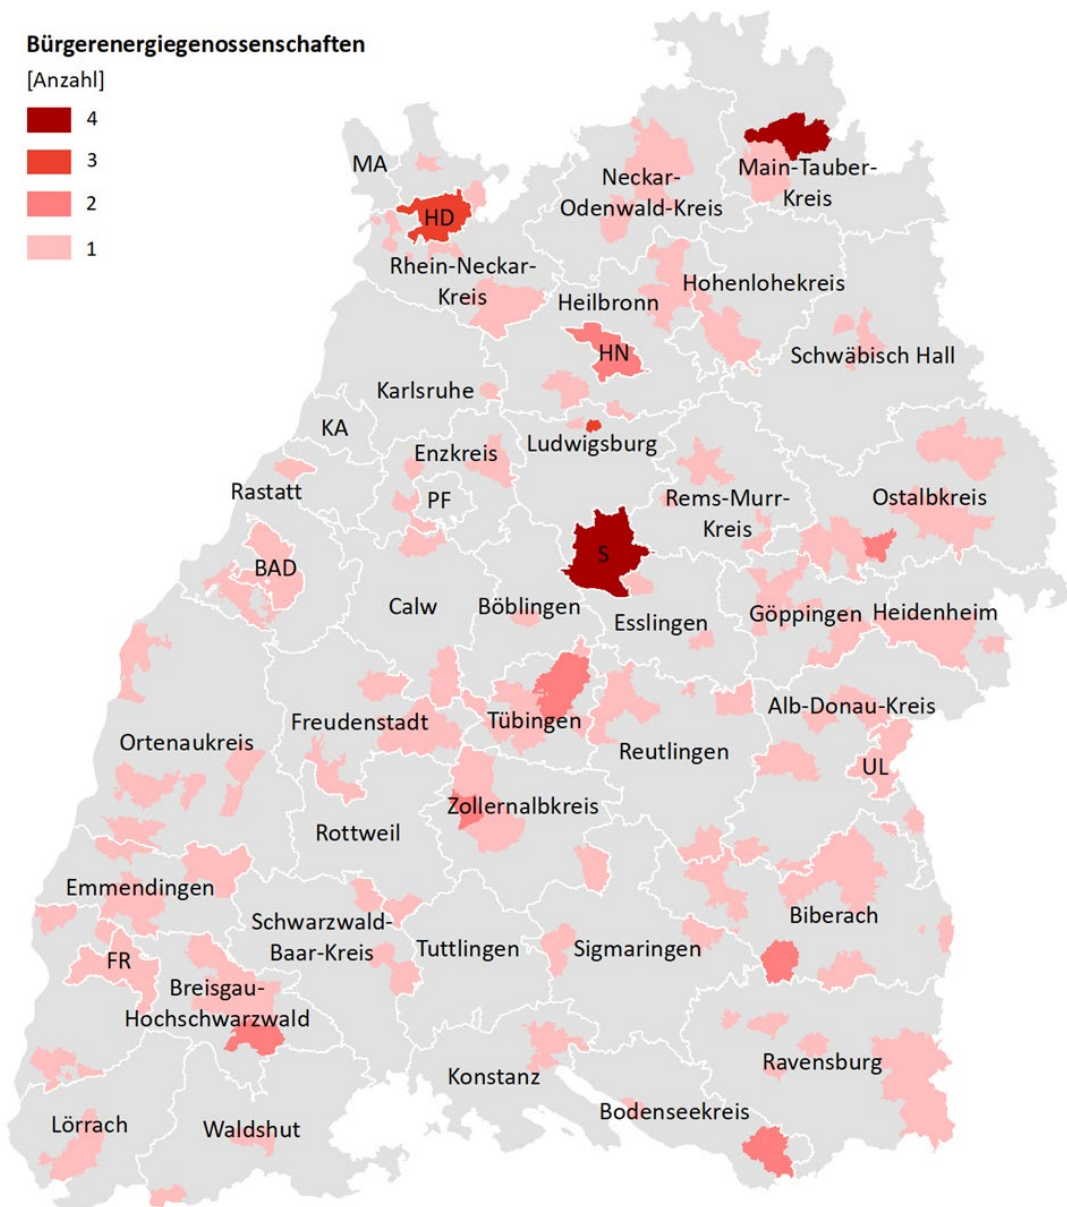 Bürgerenergiegenossenschaften
[Anzahl]
4
3
2
1
MA
HD
Neckar-
Odenwald-Kreis
Main-Tauber-
Kreis
Rhein-Neckar-
Kreis
Heilbronn
Hohenlohekreis
HN
Schwäbisch Hall
Karlsruhe
KA
Enzkreis
Ludwigsburg
Rastatt
PF
Rems-Murr-
Kreis
Ostalbkreis
BAD
S
Calw
Böblingen
Esslingen
Göppingen
Heidenheim
Freudenstadt
Tübingen
Alb-Donau-Kreis
Ortenaukreis
Reutlingen
UL
Rottweil
Zollernalbkreis
Emmendingen
Schwarzwald-
Baar-Kreis
Tuttlingen
Sigmaringen
Biberach
FR
Breisgau-
Hochschwarzwald
Konstanz
Ravensburg
Bodenseekreis
Lörrach
Waldshut